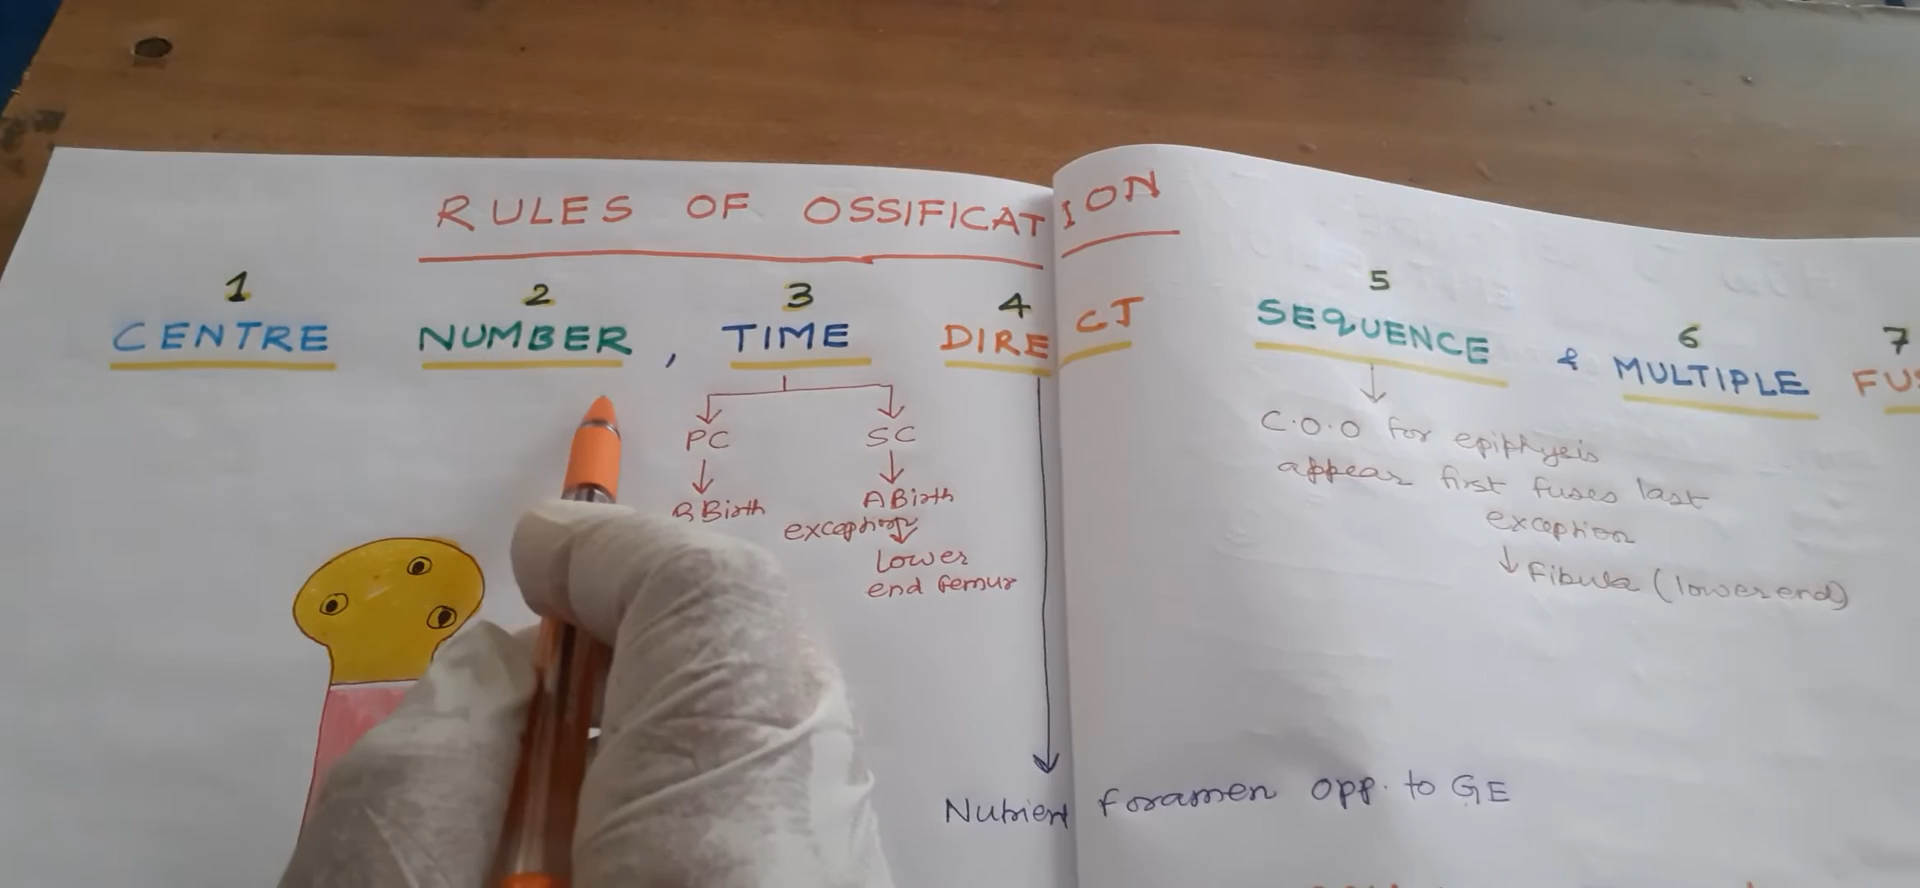 RULES OF OSSIFICATION
1 2 3 4 5 6 7
CENTRE NUMBER, TIME DIRECT SEQUENCE & MULTIPLE FUS
PC SC
B Birth A Birth
exception
Lower
end femur
C.O.O for epiphysis
appear first fuses last
exception
Fibula (lower end)
Nutrient foramen opp. to GE